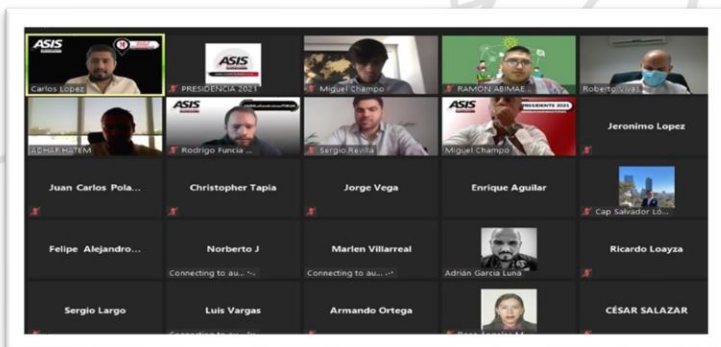 ASIS
Carlos Lopez
ASIS
PRESIDENCIA 2021
Miguel Champo
RAMON ABIMAE...
Roberto Vivas
ADHAR HATEM
ASIS
Rodrigo Funcia ...
Sergio Revilla
ASIS
PRESIDENTE 2021
Miguel Champo
Jeronimo Lopez
Juan Carlos Pola...
Christopher Tapia
Jorge Vega
Enrique Aguilar
Cap Salvador Ló...
Felipe Alejandro...
Norberto J
Connecting to au...
Marlen Villarreal
Connecting to au...
Adrián García Luna
Ricardo Loayza
Sergio Largo
Luis Vargas
Armando Ortega
CÉSAR SALAZAR